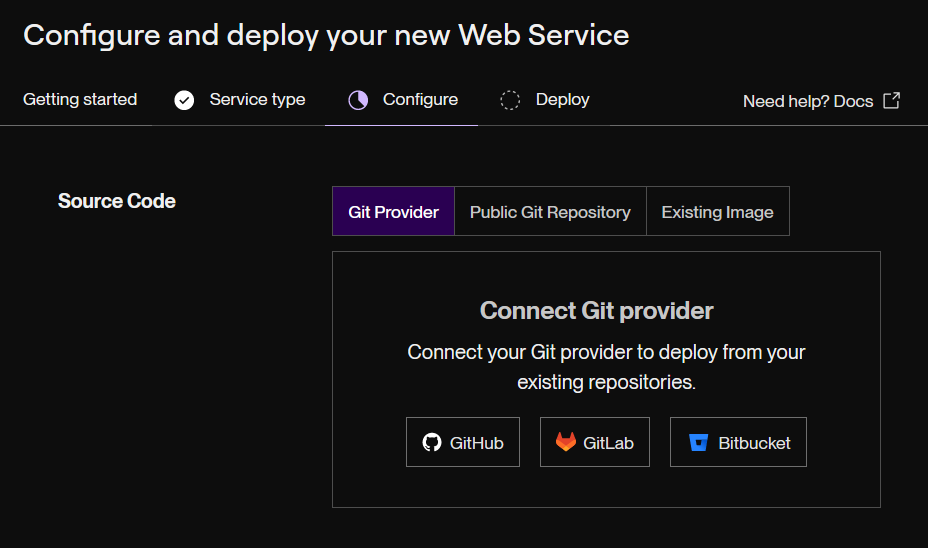 Configure and deploy your new Web Service
Getting started
Service type
Configure
Deploy
Need help? Docs
Source Code
Git Provider
Public Git Repository
Existing Image
Connect Git provider
Connect your Git provider to deploy from your
existing repositories.
GitHub
GitLab
Bitbucket